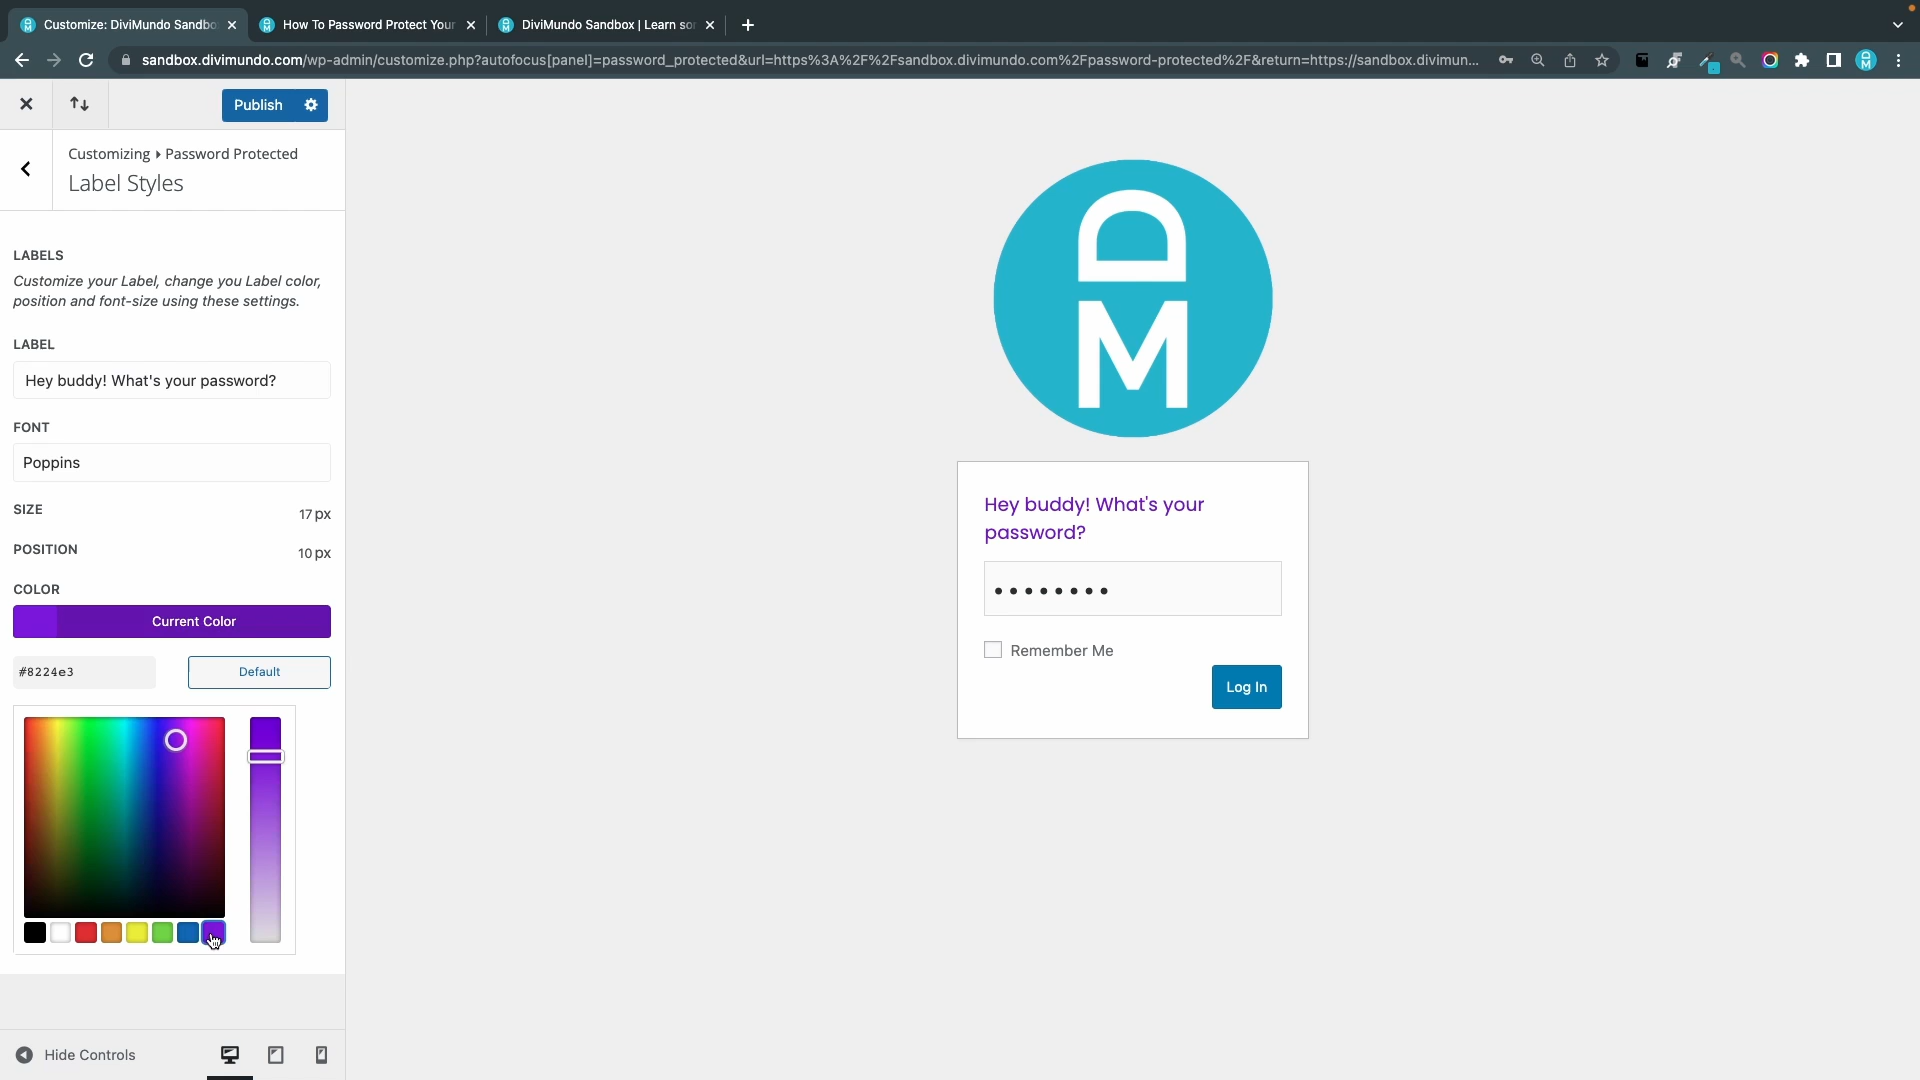 Customize: DiviMundo Sandbo
How To Password Protect Your
DiviMundo Sandbox | Learn sor
sandbox.divimundo.com/wp-admin/customize.php?autofocus[panel]=password_protected&url=https%3A%2F%2Fsandbox.divimundo.com%2Fpassword-protected%2F&return=https://sandbox.divimun...
Publish
Customizing ▸ Password Protected
Label Styles
LABELS
Customize your Label, change you Label color,
position and font-size using these settings.
LABEL
Hey buddy! What's your password?
FONT
Poppins
SIZE
17 px
POSITION
10 px
COLOR
Current Color
#8224e3
Default
Hide Controls
DM
Hey buddy! What's your
password?
Remember Me
Log In